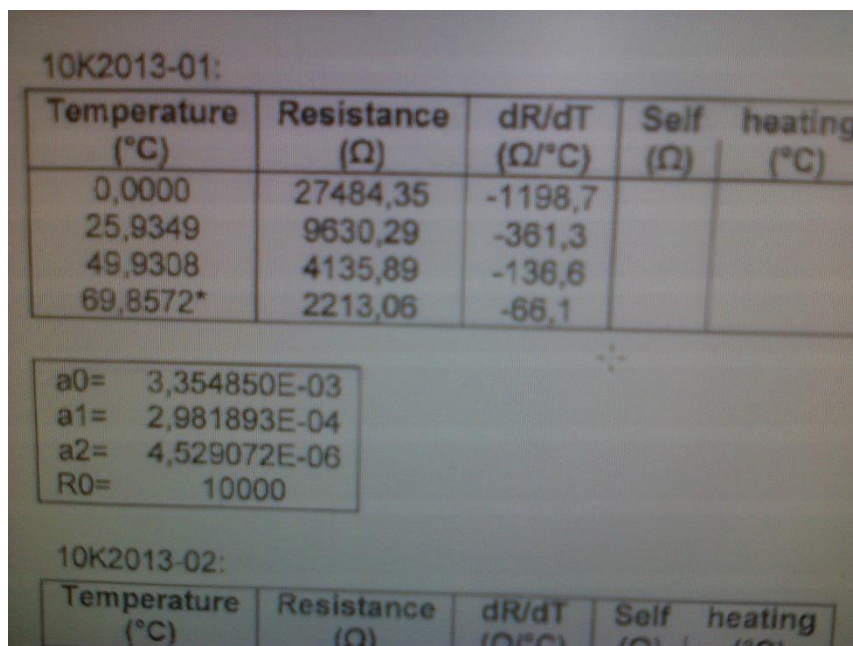 10K2013-01:
Temperature Resistance dR/dT Self heating
(°C) (Ω) (Ω/°C) (Ω) (°C)
0,0000 27484,35 -1198,7
25,9349 9630,29 -361,3
49,9308 4135,89 -136,6
69,8572* 2213,06 -66,1
a0= 3,354850E-03
a1= 2,981893E-04
a2= 4,529072E-06
R0= 10000
10K2013-02:
Temperature Resistance dR/dT Self heating
(°C) (Ω) (Ω/°C) (Ω) (°C)